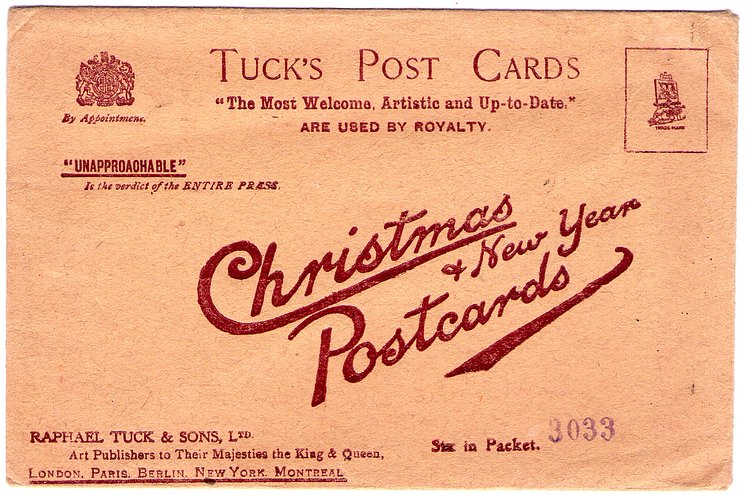 TUCK'S POST CARDS
"The Most Welcome, Artistic and Up-to-Date,"
ARE USED BY ROYALTY.
By Appointment.
TRADE MARK
"UNAPPROACHABLE"
Is the verdict of the ENTIRE PRESS.
Christmas
& New Year
Postcards
RAPHAEL TUCK & SONS, LTD.
Art Publishers to Their Majesties the King & Queen,
LONDON. PARIS. BERLIN. NEW YORK. MONTREAL
Six in Packet. 3033